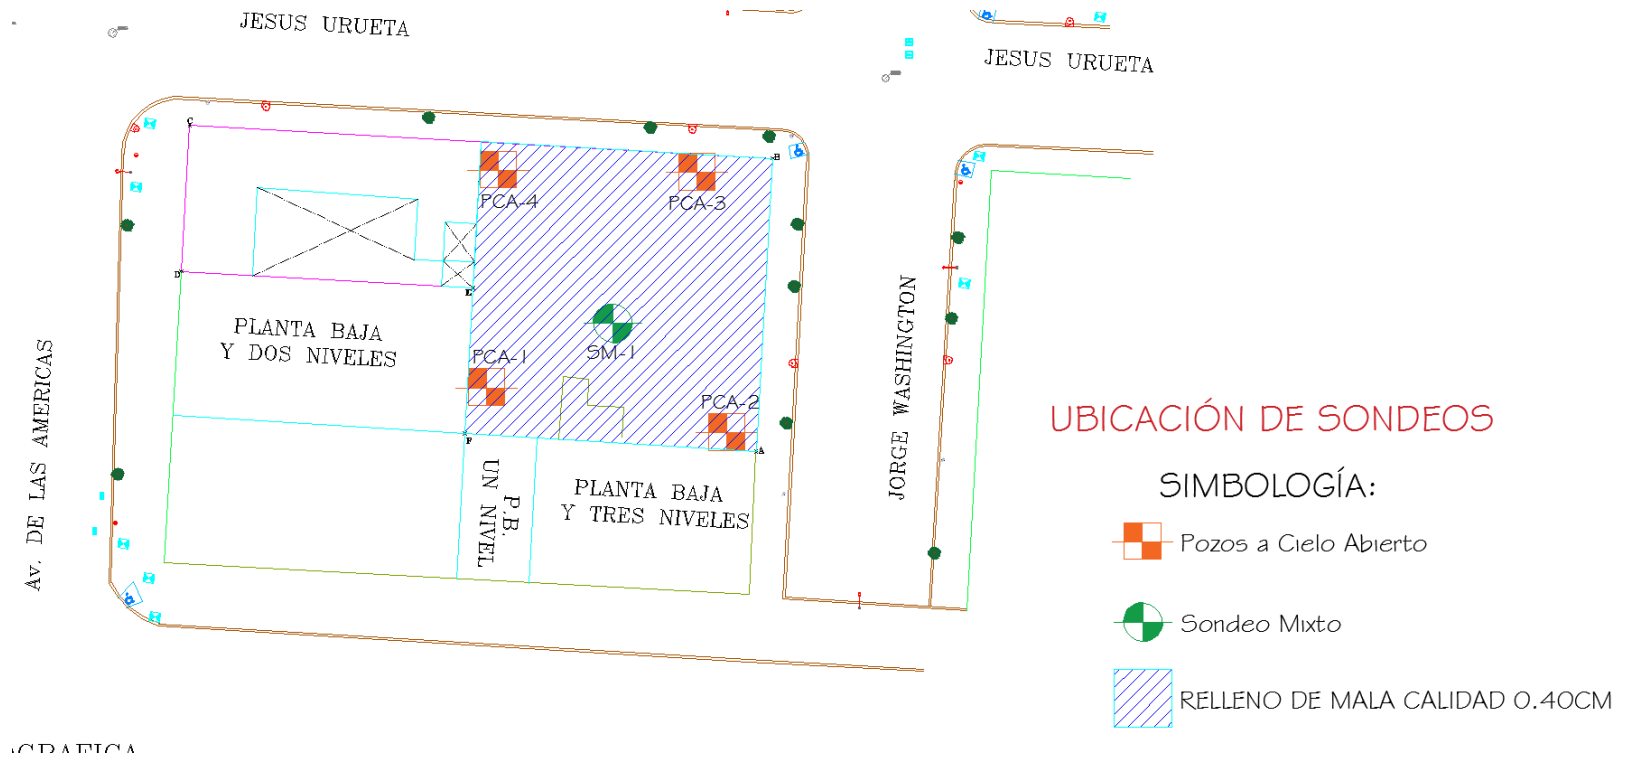 JESUS URUETA
JESUS URUETA
C
B
PCA-4
PCA-3
D
E
PLANTA BAJA
Y DOS NIVELES
SM-1
PCA-1
PCA-2
F
A
P.B.
UN NIVEL
PLANTA BAJA
Y TRES NIVELES
Av. DE LAS AMERICAS
JORGE WASHINGTON
UBICACIÓN DE SONDEOS
SIMBOLOGÍA:
Pozos a Cielo Abierto
Sondeo Mixto
RELLENO DE MALA CALIDAD 0.40CM